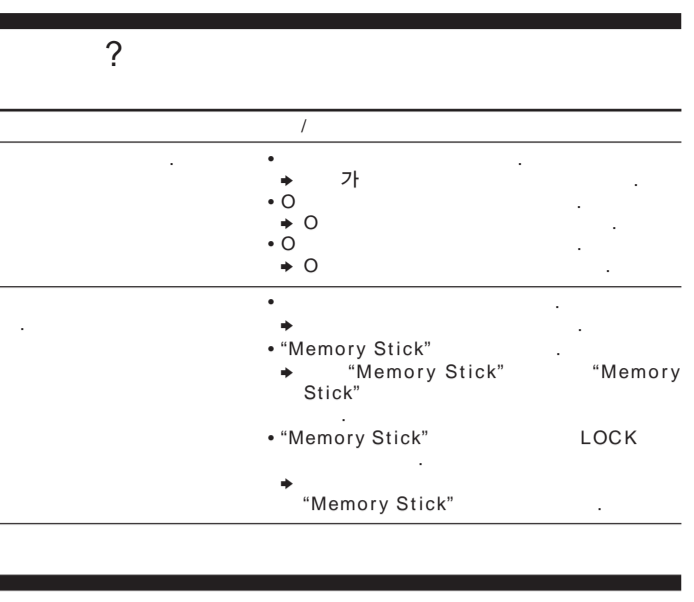 ?
/
. • .
➡ 가 .
• O .
➡ O .
• O .
➡ O .
• .
. ➡ .
• “Memory Stick” .
➡ “Memory Stick” “Memory
Stick”
.
• “Memory Stick” LOCK
.
➡
“Memory Stick” .